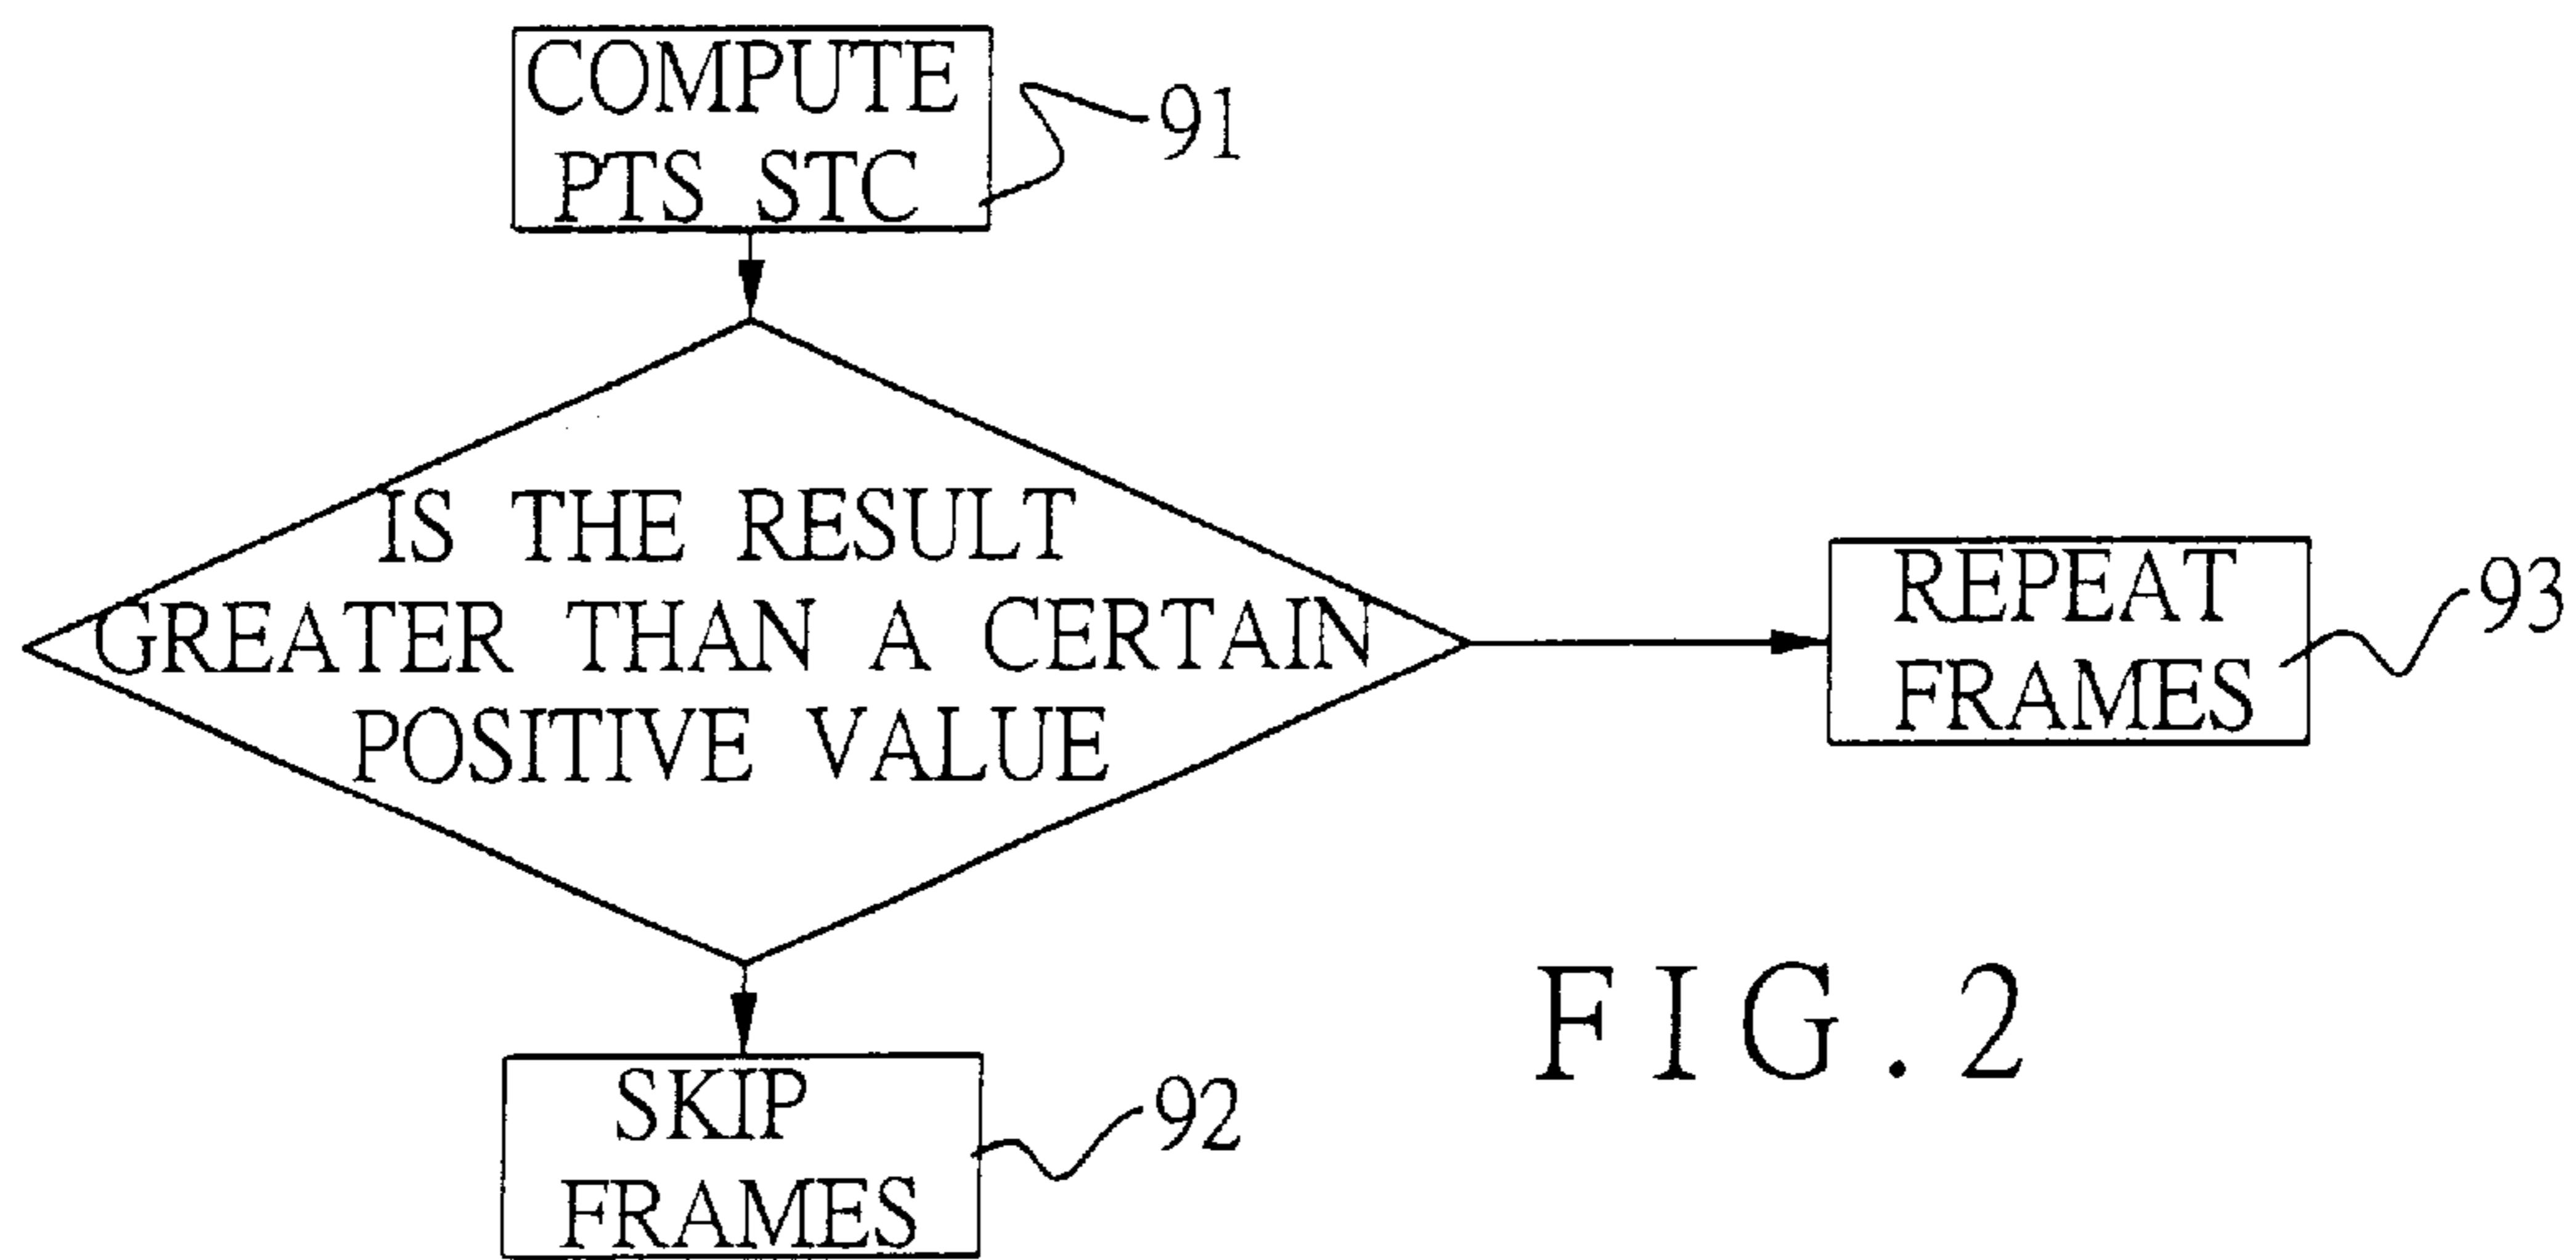 COMPUTE
PTS STC
91
IS THE RESULT
GREATER THAN A CERTAIN
POSITIVE VALUE
REPEAT
FRAMES
93
SKIP
FRAMES
92
FIG.2